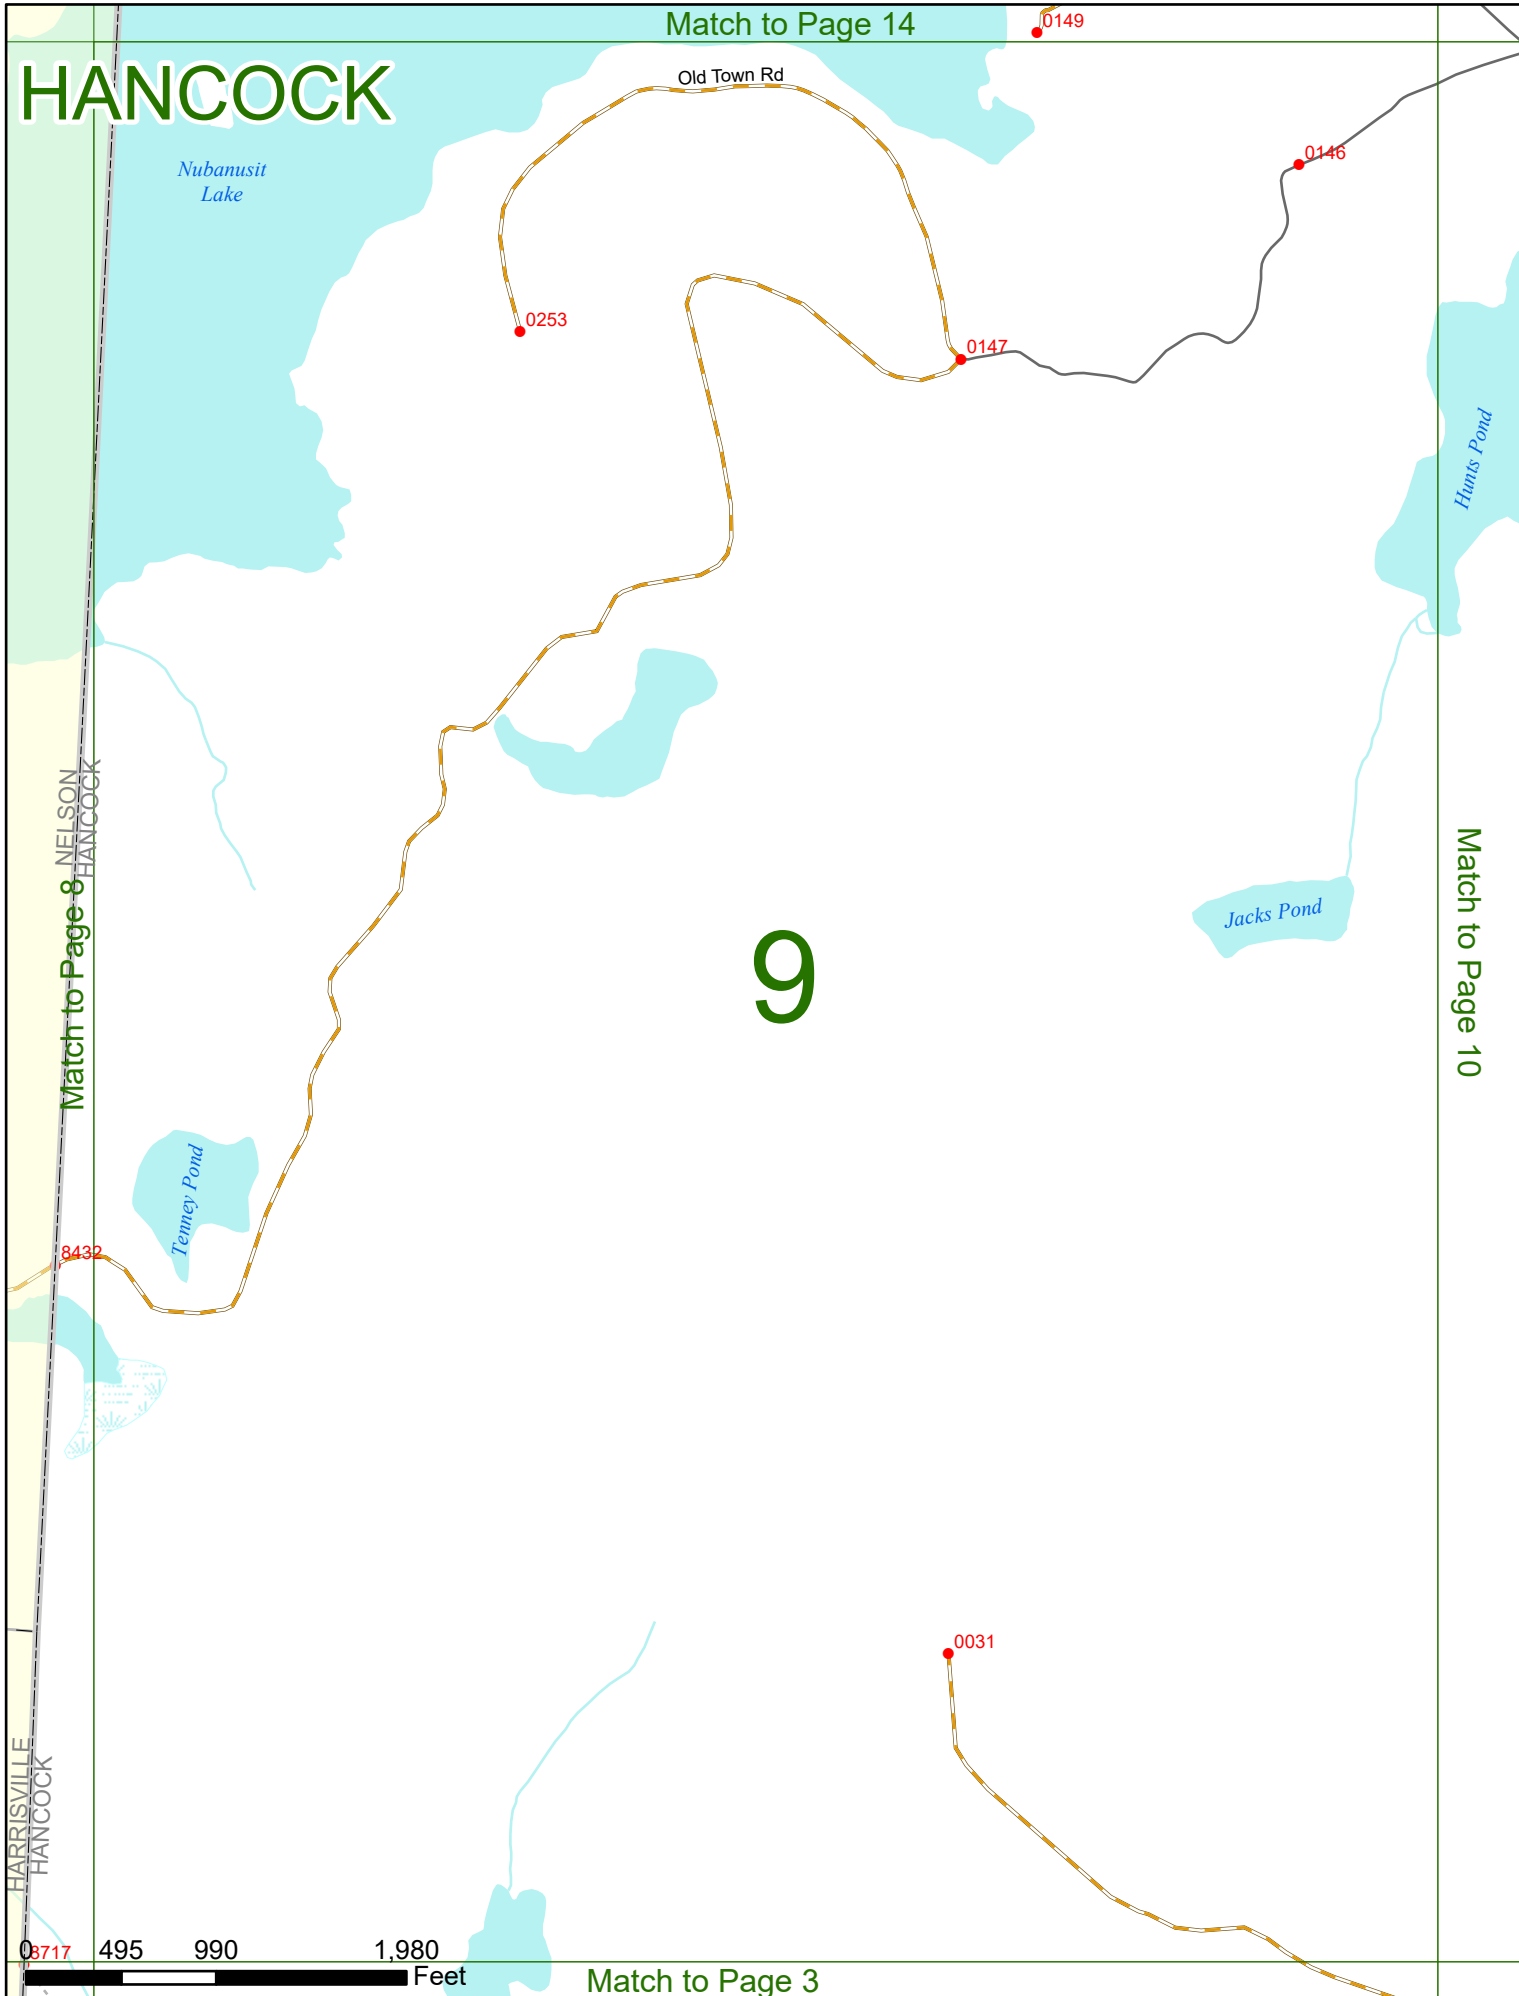 Match to Page 14
0149
HANCOCK
Old Town Rd
Nubanusit
Lake
0146
0253
0147
Hunts Pond
NELSON
HANCOCK
Match to Page 8
Match to Page 10
Jacks Pond
9
Tenney Pond
8432
0031
HARRISVILLE
HANCOCK
8717
0 495 990 1,980
Feet
Match to Page 3